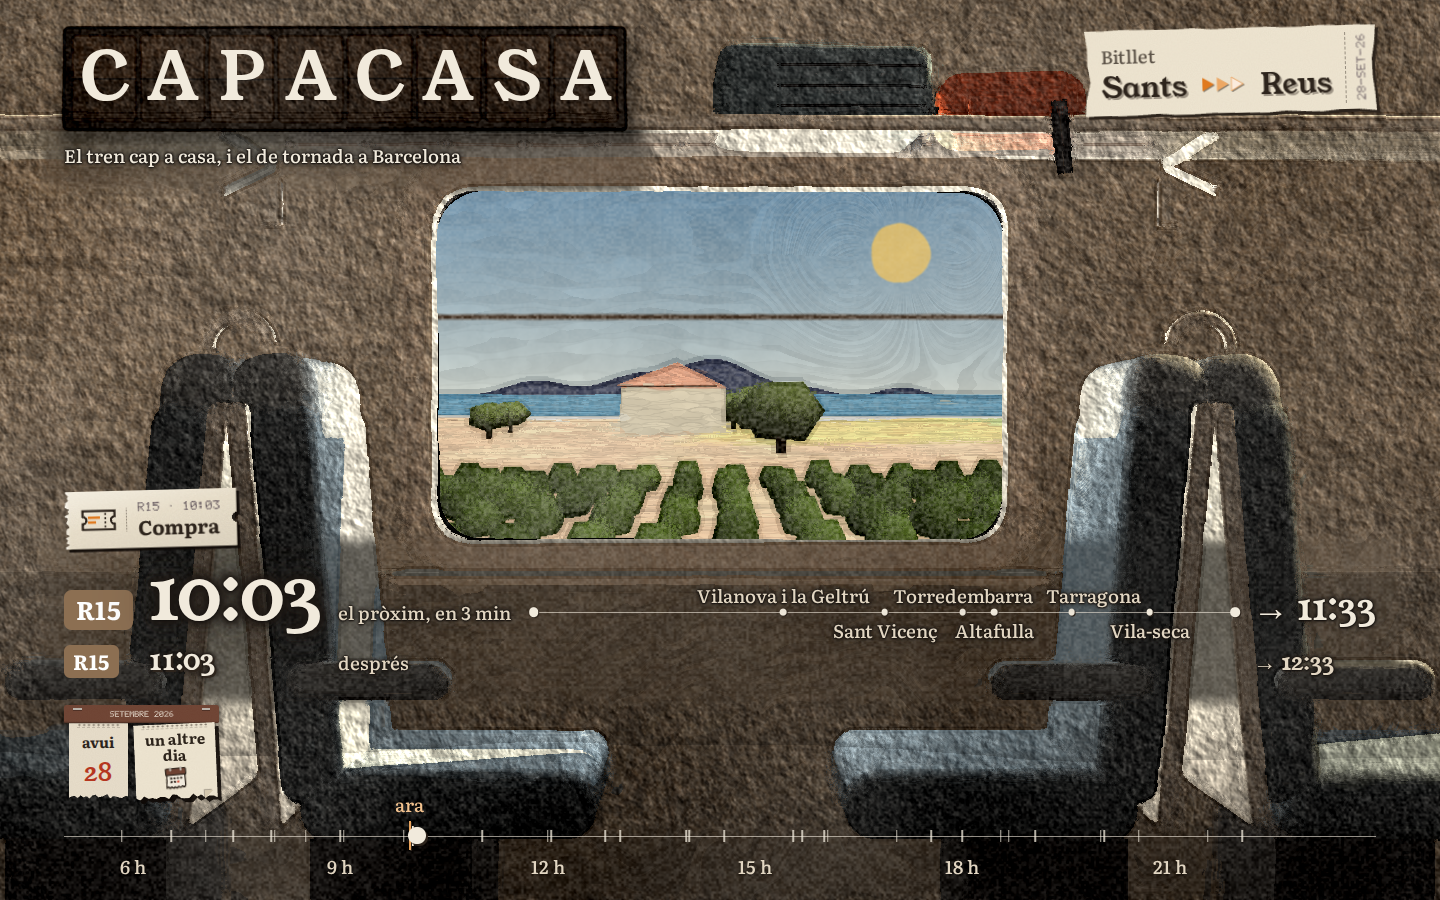 CAPACASA
El tren cap a casa, i el de tornada a Barcelona
Bitllet
Sants Reus
28-SET-26
R15 · 10:03
Compra
R15 10:03 el pròxim, en 3 min
Vilanova i la Geltrú Torredembarra Tarragona
Sant Vicenç Altafulla Vila-seca
→ 11:33
R15 11:03 després → 12:33
SETEMBRE 2026
avui
28
un altre
dia
ara
6 h 9 h 12 h 15 h 18 h 21 h